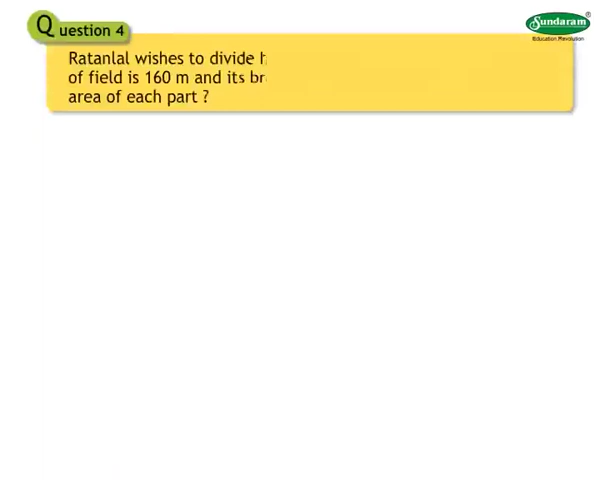 Question 4
Sundaram®
Education Revolution
Ratanlal wishes to divide h
of field is 160 m and its br
area of each part ?